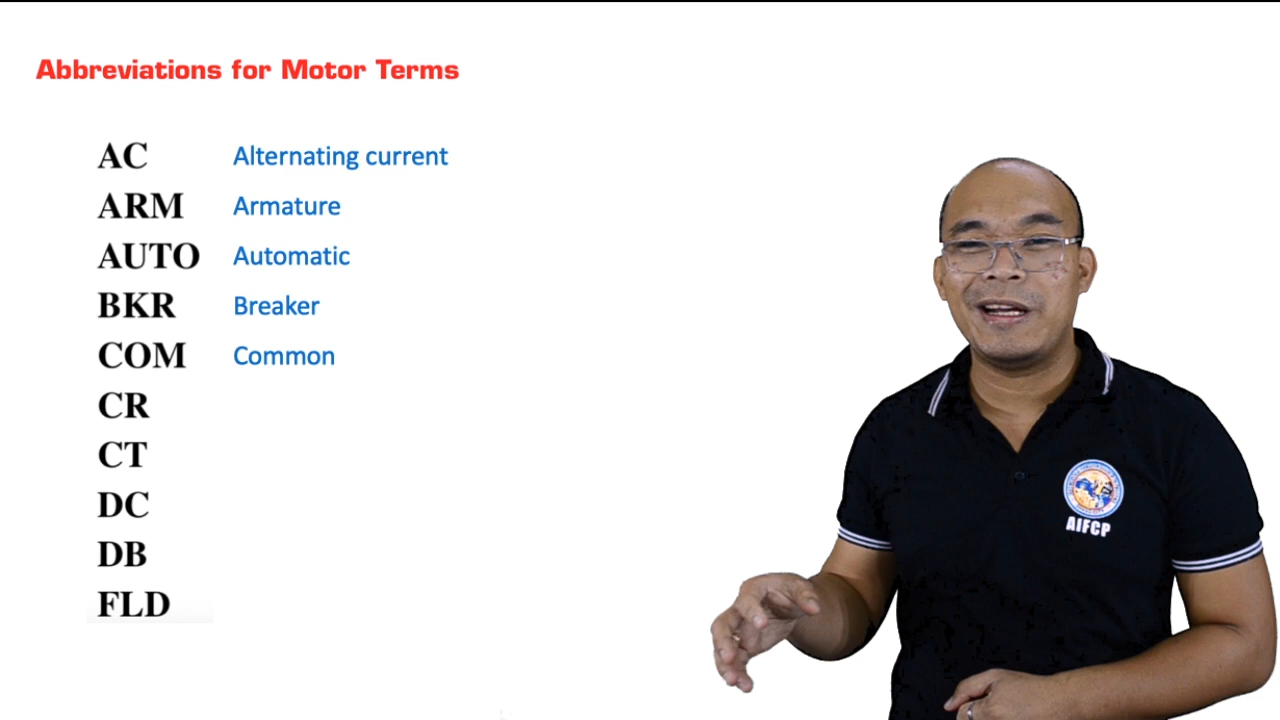 Abbreviations for Motor Terms
AC Alternating current
ARM Armature
AUTO Automatic
BKR Breaker
COM Common
CR
CT
DC
DB
FLD
AIFCP